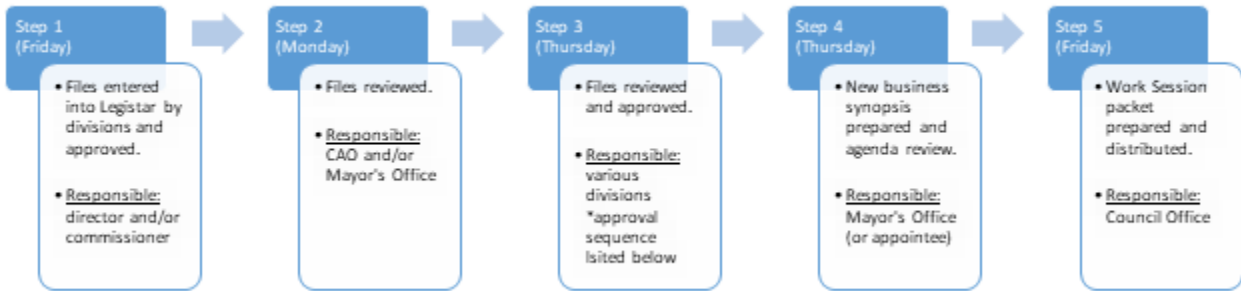 Step 1
(Friday)
• Files entered
into Legistar by
divisions and
approved.
• Responsible:
director and/or
commissioner
Step 2
(Monday)
• Files reviewed.
• Responsible:
CAO and/or
Mayor's Office
Step 3
(Thursday)
• Files reviewed
and approved.
• Responsible:
various
divisions
*approval
sequence
lsited below
Step 4
(Thursday)
• New business
synopsis
prepared and
agenda review.
• Responsible:
Mayor's Office
(or appointee)
Step 5
(Friday)
• Work Session
packet
prepared and
distributed.
• Responsible:
Council Office